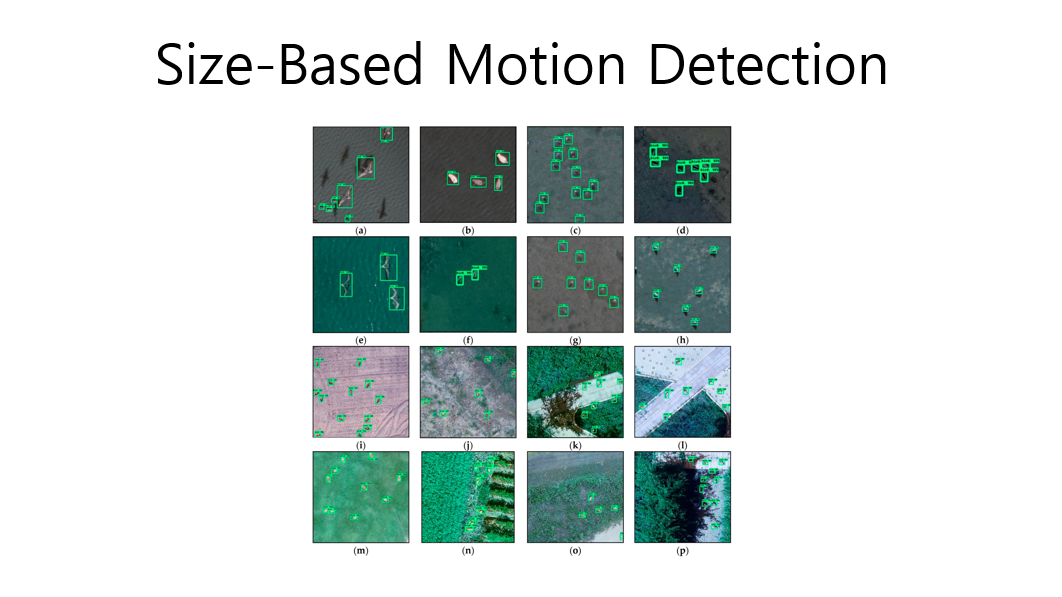 Size-Based Motion Detection
(a) (b) (c) (d)
(e) (f) (g) (h)
(i) (j) (k) (l)
(m) (n) (o) (p)